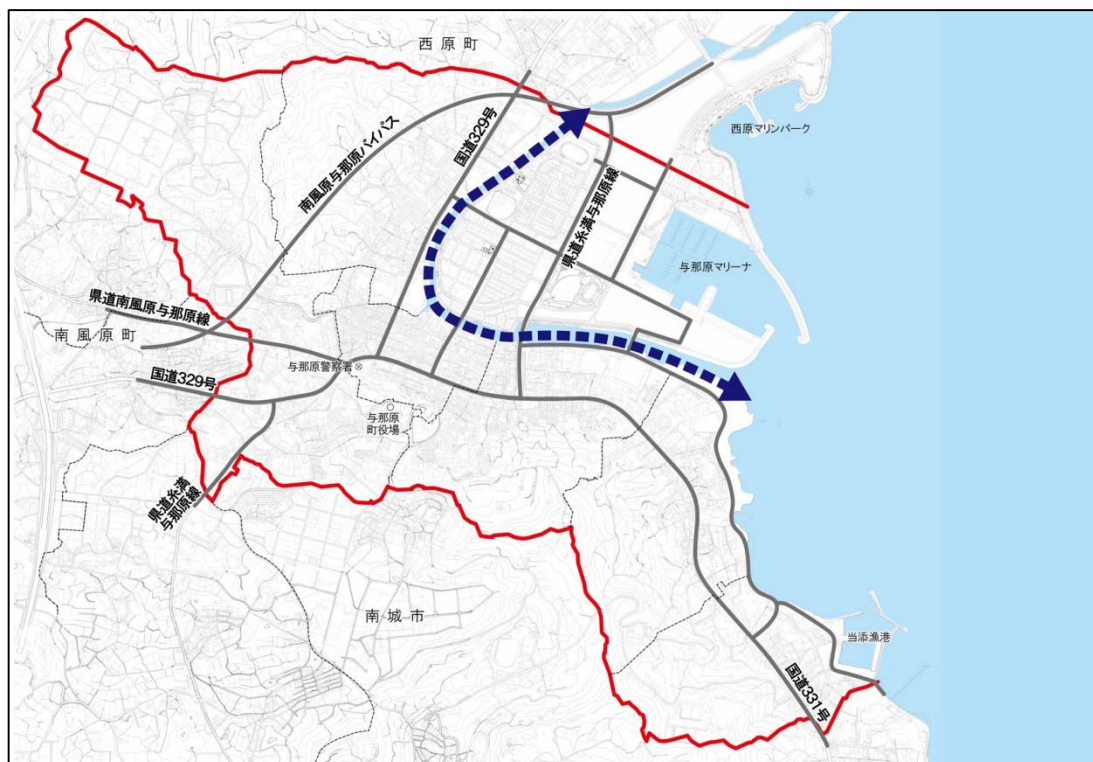 西原町
西原マリンパーク
国道329号
南風原与那原バイパス
県道糸満与那原線
与那原マリーナ
県道南風原与那原線
南風原町
国道329号
与那原警察署
与那原
町役場
県道糸満
与那原線
南城市
当添漁港
国道331号